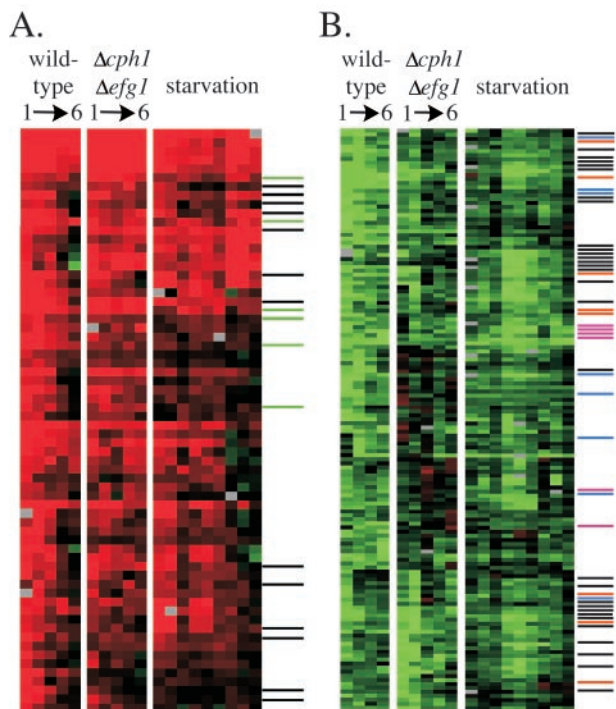 A.
wild-
type
1→6
Δcph1
Δefg1
1→6
starvation
B.
wild-
type
1→6
Δcph1
Δefg1
1→6
starvation